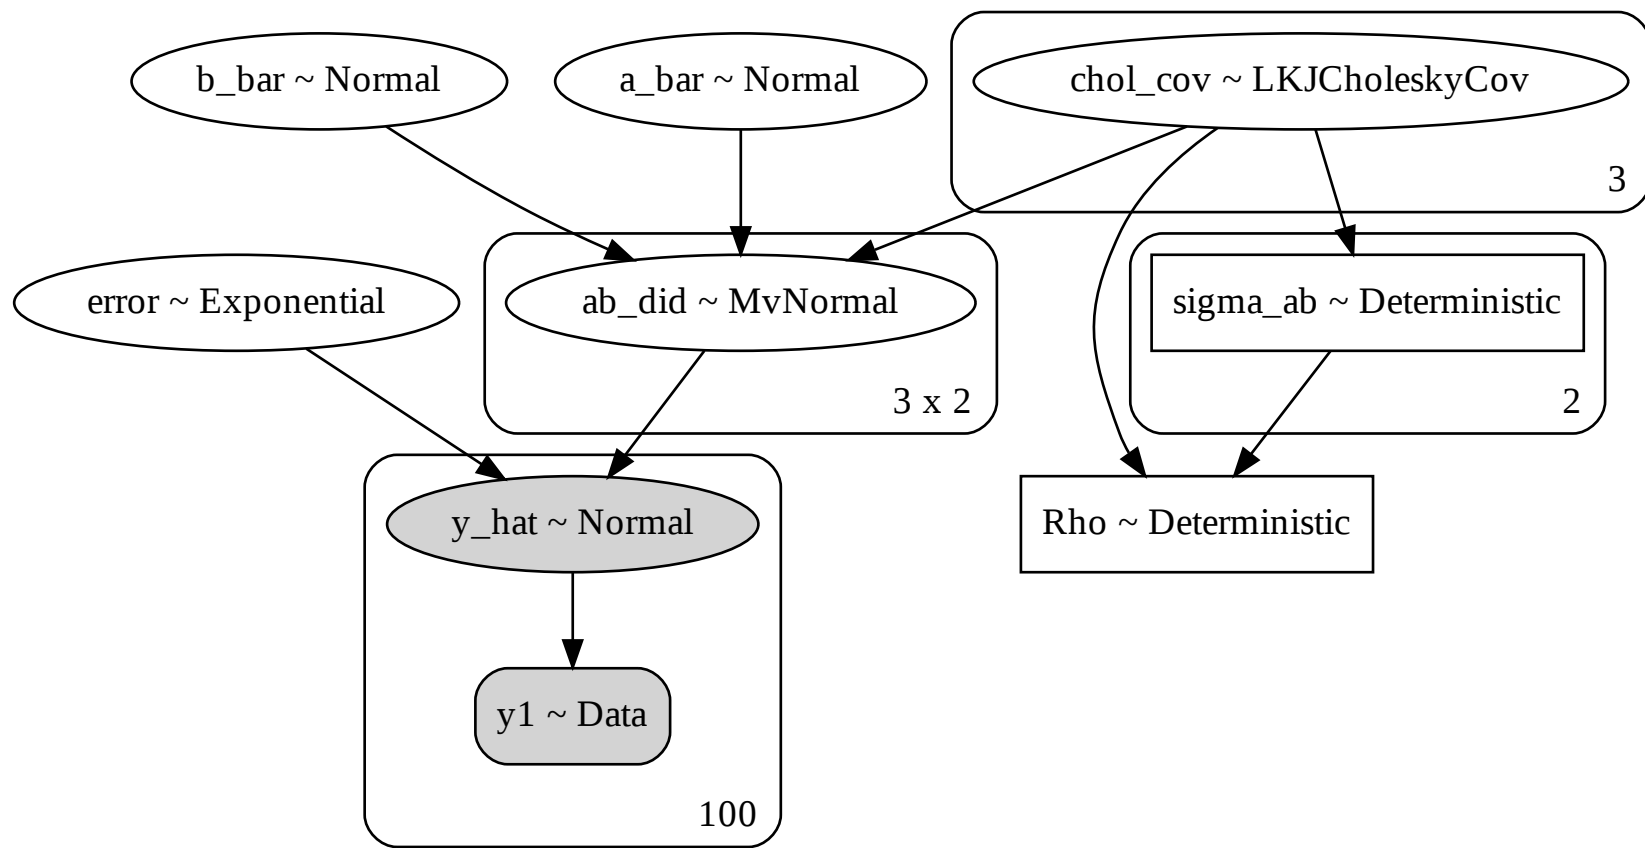 b_bar ~ Normal
a_bar ~ Normal
chol_cov ~ LKJCholeskyCov
3
error ~ Exponential
ab_did ~ MvNormal
sigma_ab ~ Deterministic
3 x 2
2
y_hat ~ Normal
Rho ~ Deterministic
y1 ~ Data
100